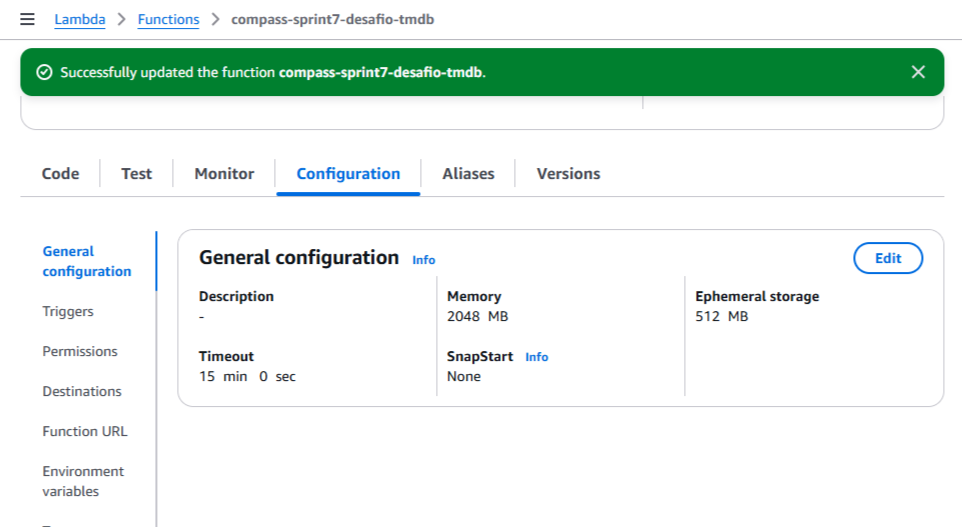 Lambda > Functions > compass-sprint7-desafio-tmdb
Successfully updated the function compass-sprint7-desafio-tmdb.
Code Test Monitor Configuration Aliases Versions
General configuration
Triggers
Permissions
Destinations
Function URL
Environment variables
General configuration Info
Edit
Description
-
Memory
2048 MB
Ephemeral storage
512 MB
Timeout
15 min 0 sec
SnapStart Info
None